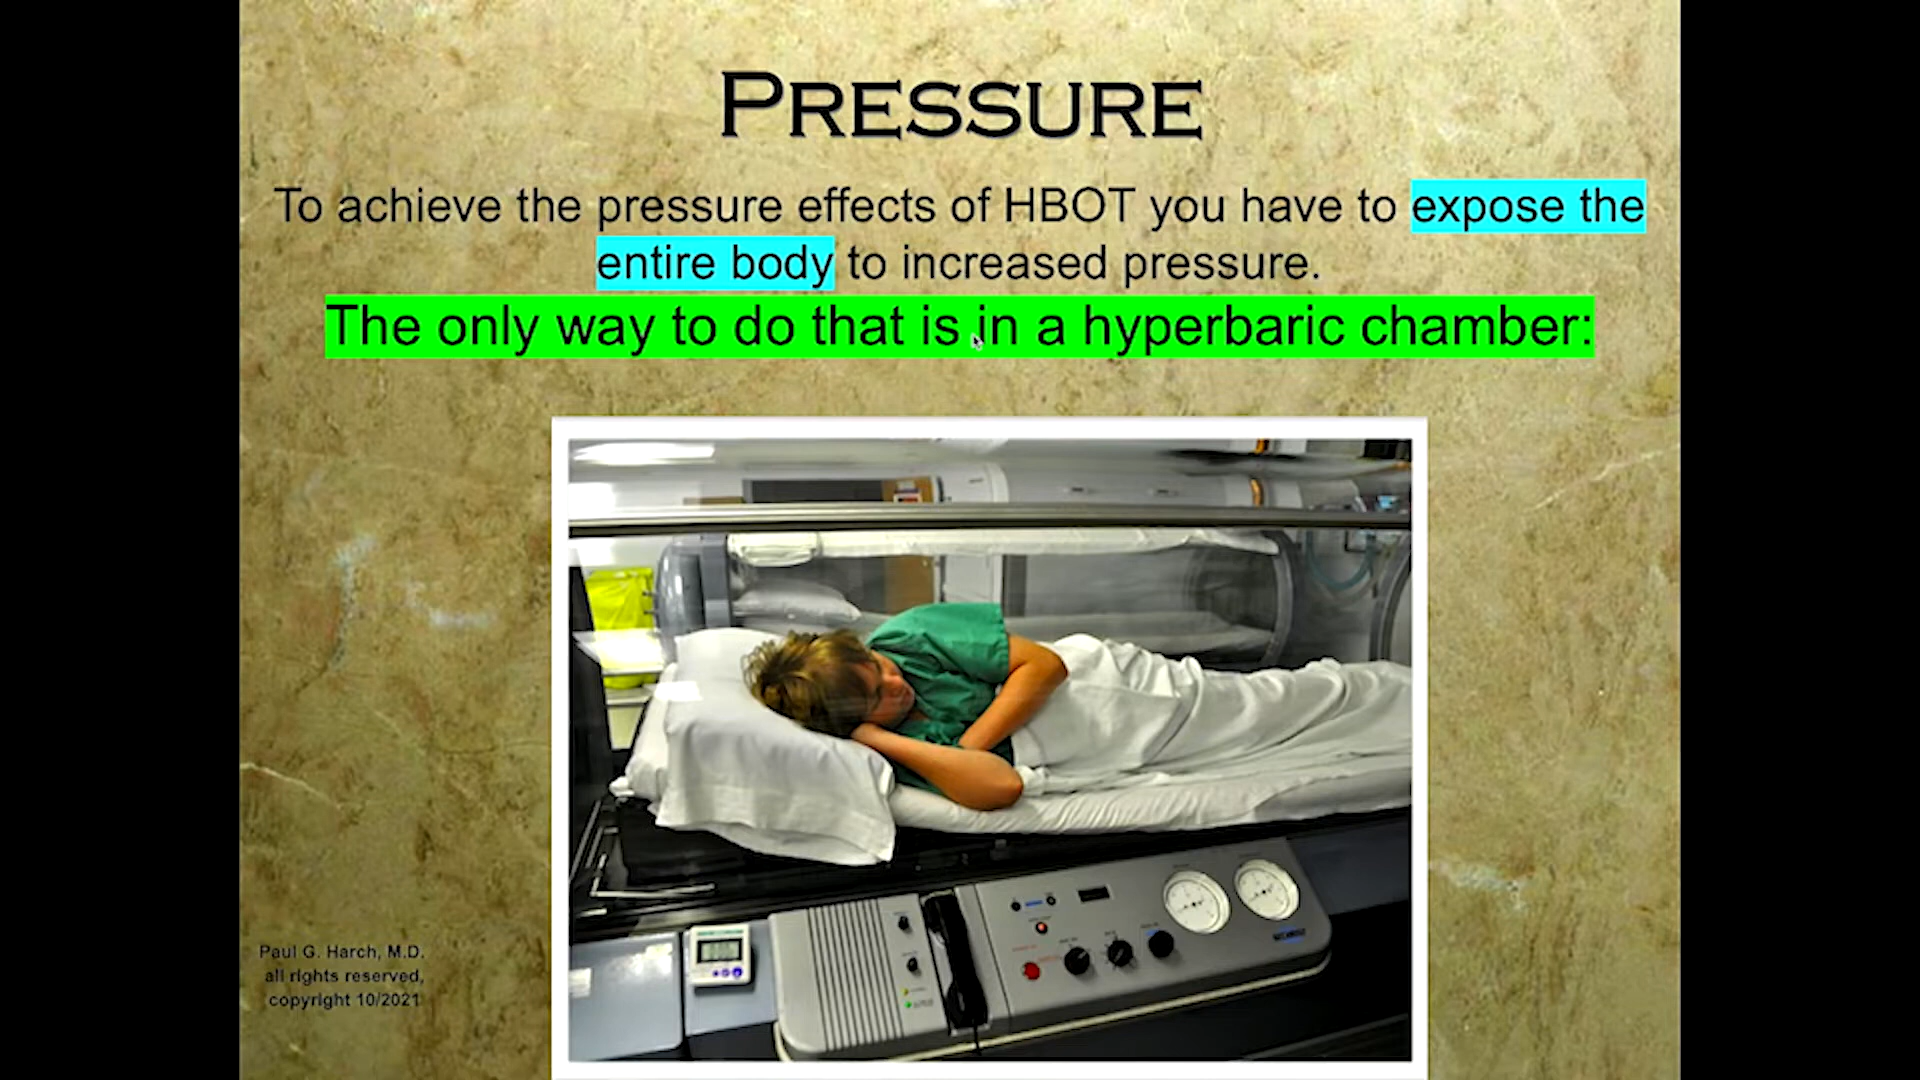 PRESSURE
To achieve the pressure effects of HBOT you have to expose the
entire body to increased pressure.
The only way to do that is in a hyperbaric chamber:
Paul G. Harch, M.D.
all rights reserved,
copyright 10/2021